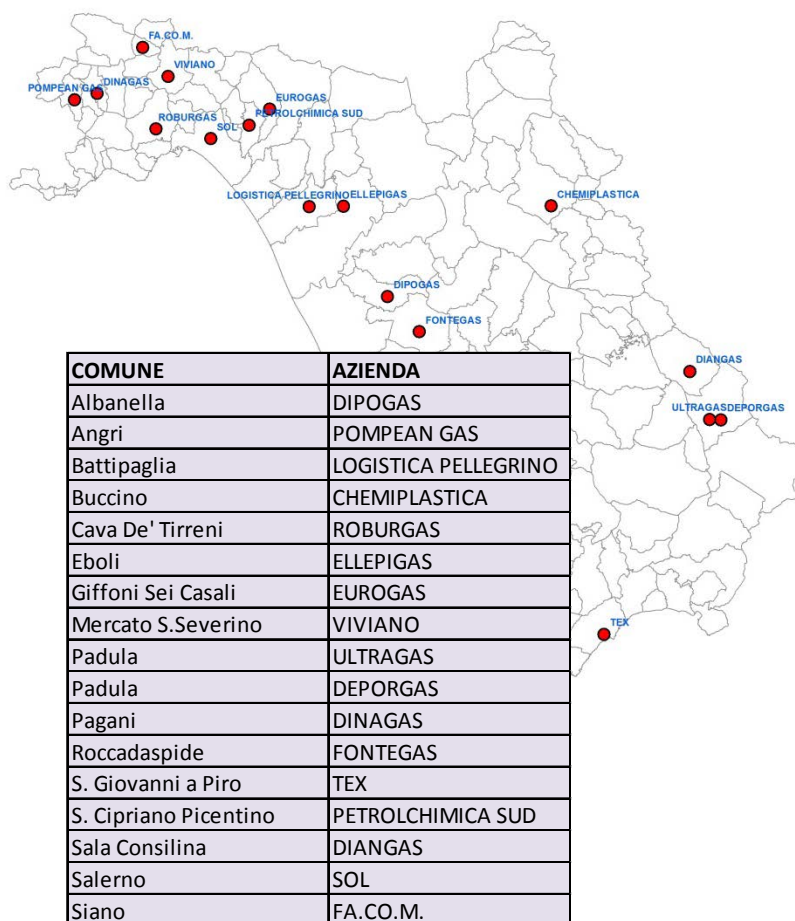 FA.CO.M.
VIVIANO
POMPEAN GAS
DINAGAS
EUROGAS
PETROLCHIMICA SUD
ROBURGAS
SOL
LOGISTICA PELLEGRINO
ELLEPIGAS
CHEMIPLASTICA
DIPOGAS
FONTEGAS
DIANGAS
ULTRAGAS
DEPORGAS
TEX
COMUNE AZIENDA
Albanella DIPOGAS
Angri POMPEAN GAS
Battipaglia LOGISTICA PELLEGRINO
Buccino CHEMIPLASTICA
Cava De' Tirreni ROBURGAS
Eboli ELLEPIGAS
Giffoni Sei Casali EUROGAS
Mercato S.Severino VIVIANO
Padula ULTRAGAS
Padula DEPORGAS
Pagani DINAGAS
Roccadaspide FONTEGAS
S. Giovanni a Piro TEX
S. Cipriano Picentino PETROLCHIMICA SUD
Sala Consilina DIANGAS
Salerno SOL
Siano FA.CO.M.